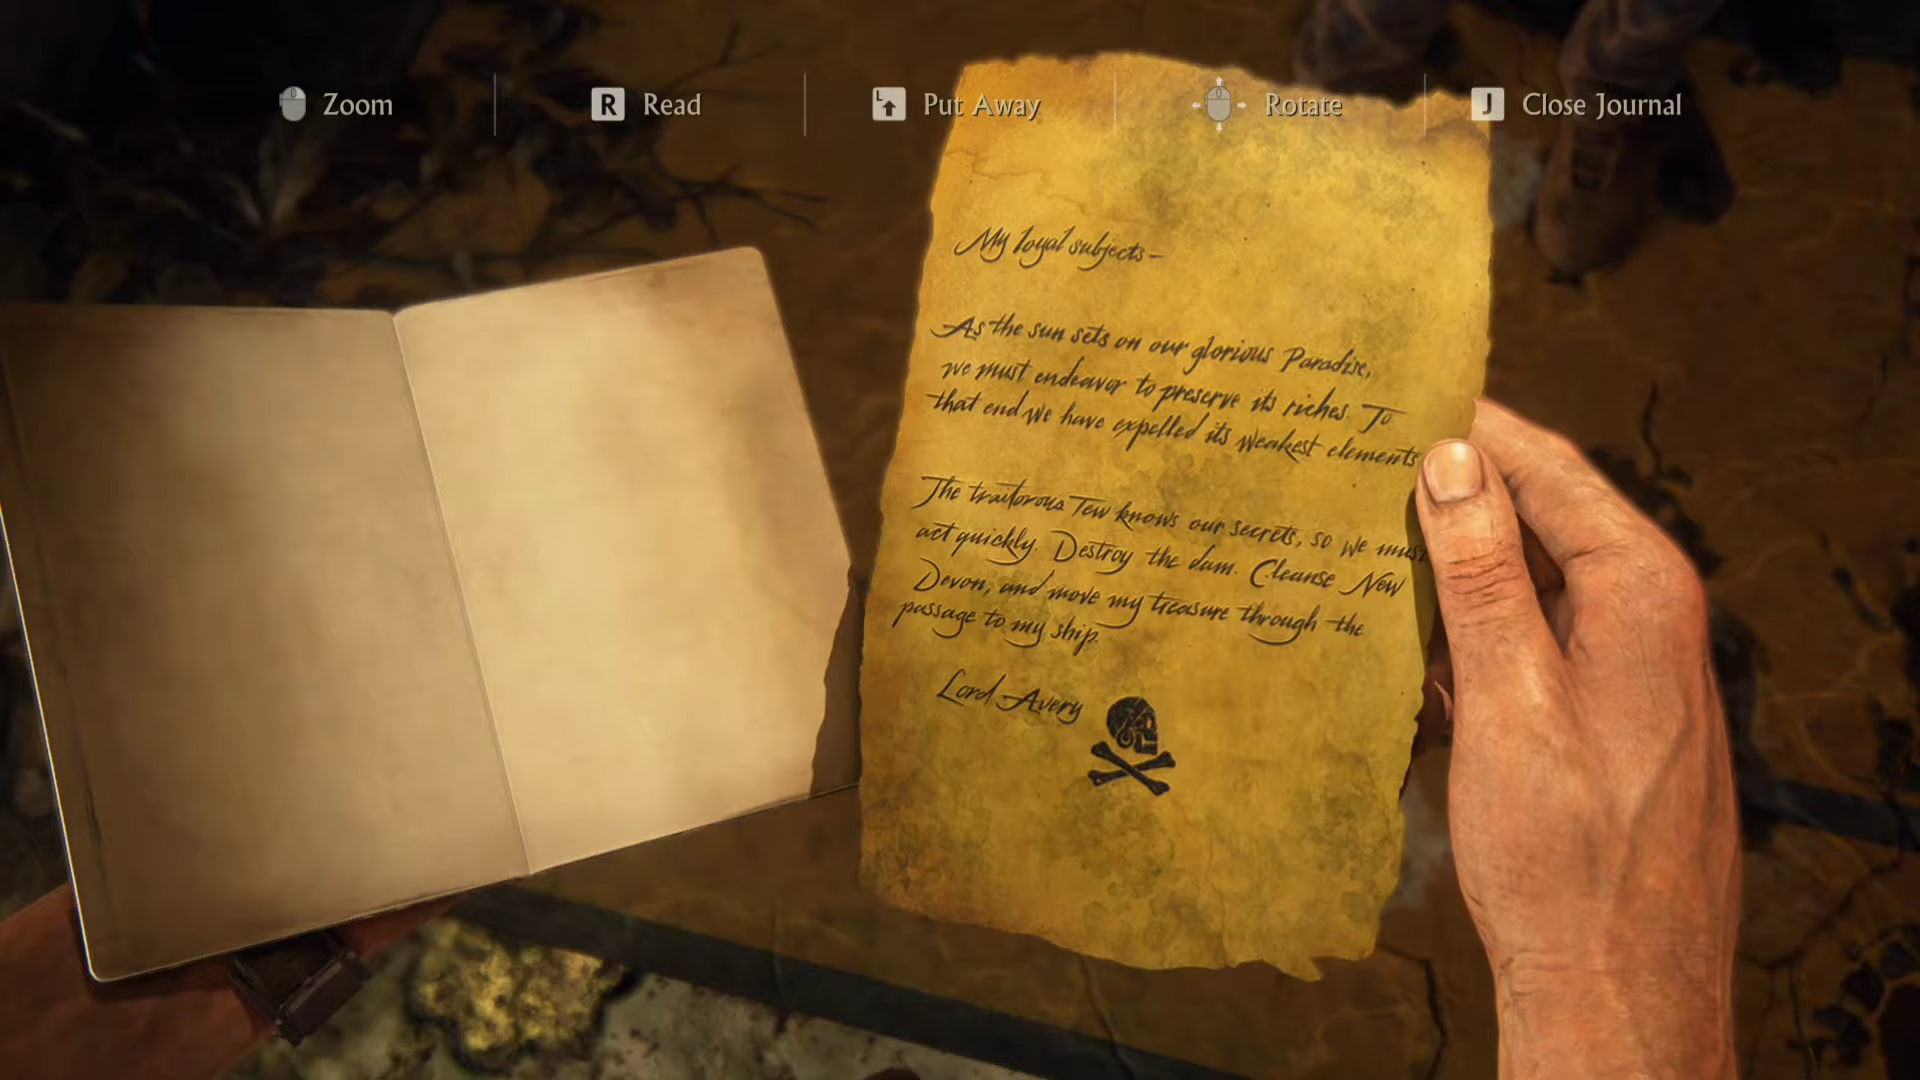 Zoom
R Read
L Put Away
Rotate
J Close Journal
My loyal subjects-
As the sun sets on our glorious Paradise,
we must endeavor to preserve its riches. To
that end we have expelled its weakest elements
The traitorous Tew knows our secrets, so we must
act quickly. Destroy the dam. Cleanse New
Devon, and move my treasure through the
passage to my ship.
Lord Avery